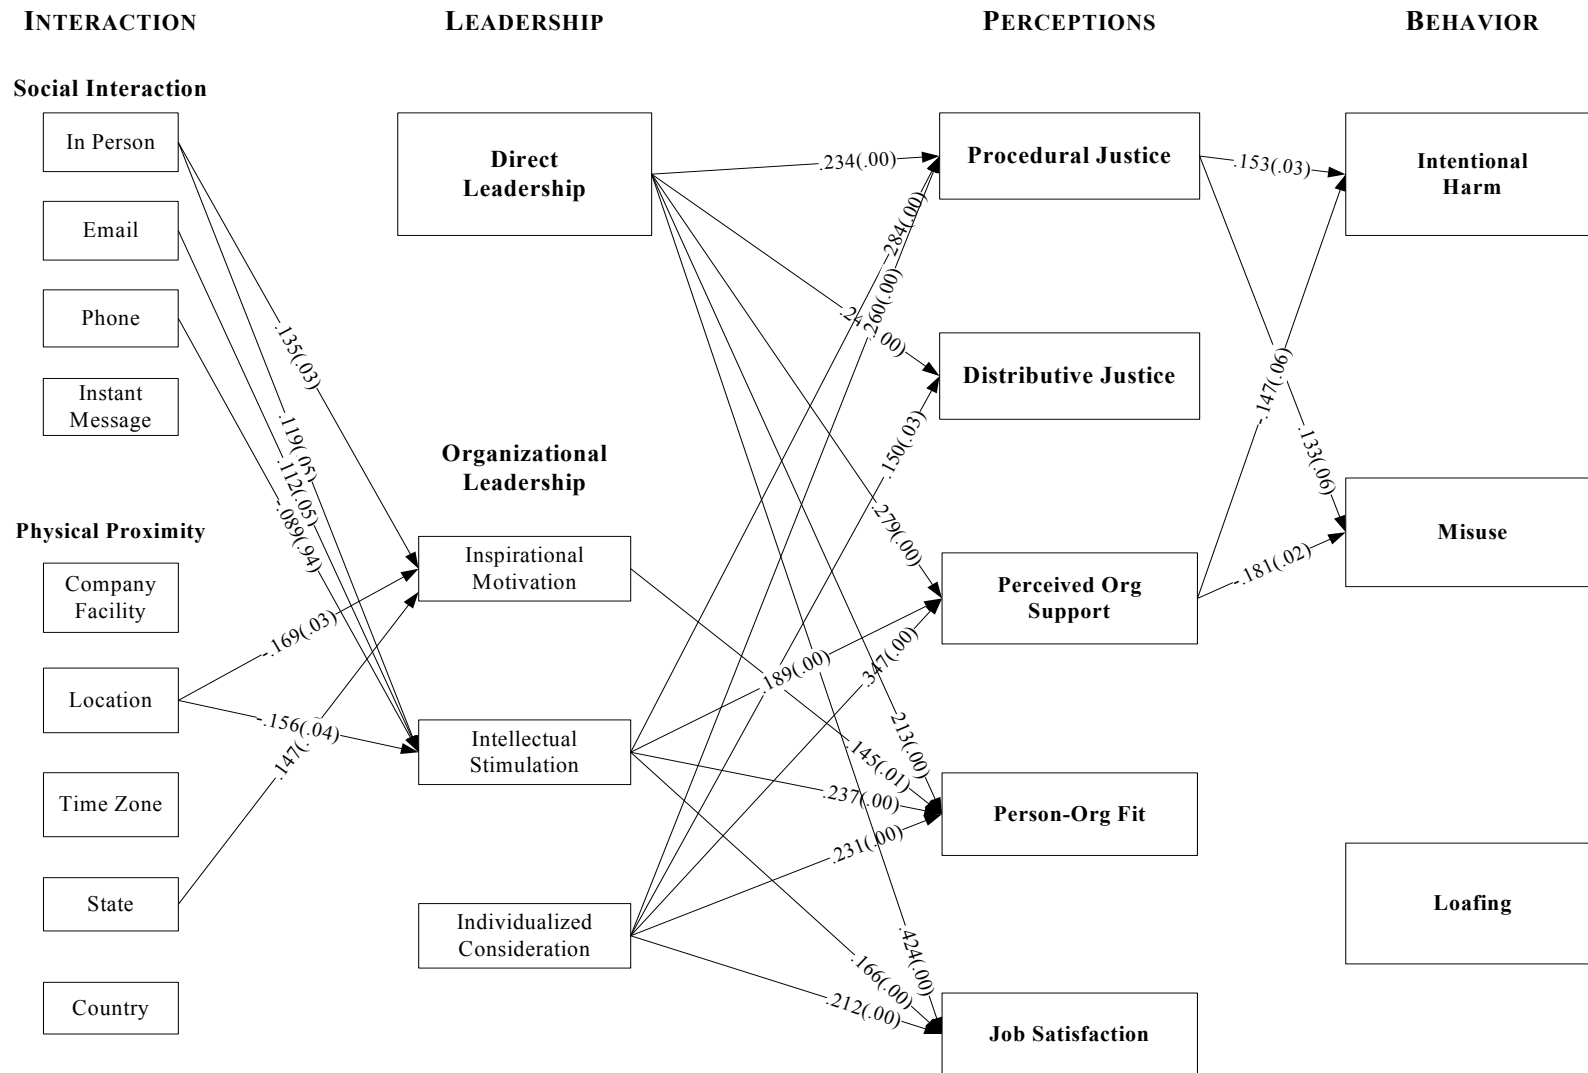 INTERACTION
LEADERSHIP
PERCEPTIONS
BEHAVIOR
Social Interaction
In Person
Email
Phone
Instant
Message
Physical Proximity
Company
Facility
Location
Time Zone
State
Country
Direct
Leadership
Organizational
Leadership
Inspirational
Motivation
Intellectual
Stimulation
Individualized
Consideration
Procedural Justice
Distributive Justice
Perceived Org
Support
Person-Org Fit
Job Satisfaction
Intentional
Harm
Misuse
Loafing
.135(.03)
.119(.05)
.112(.05)
-.089(.94)
-.169(.03)
-.156(.04)
.147(.
.234(.00)
.284(.00)
.260(.00)
.150(.03)
.279(.00)
.189(.00)
.347(.00)
.213(.00)
.145(.01)
.237(.00)
.231(.00)
.424(.00)
.166(.00)
.212(.00)
.153(.03)
-.147(.06)
.133(.06)
-.181(.02)